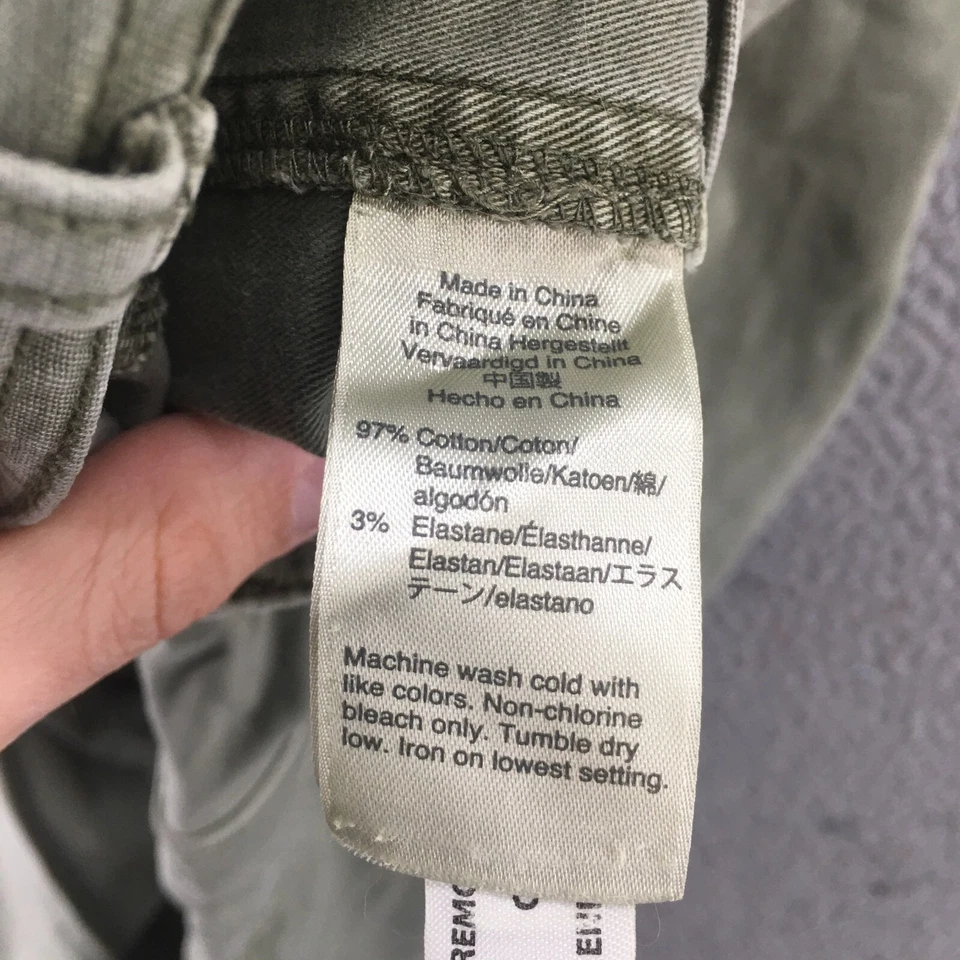 Made in China
Fabriqué en Chine
in China Hergestellt
Vervaardigd in China
中国製
Hecho en China
97% Cotton/Coton/
Baumwolle/Katoen/綿/
algodón
3% Elastane/Élasthanne/
Elastan/Elastaan/エラス
テーン/elastano
Machine wash cold with
like colors. Non-chlorine
bleach only. Tumble dry
low. Iron on lowest setting.